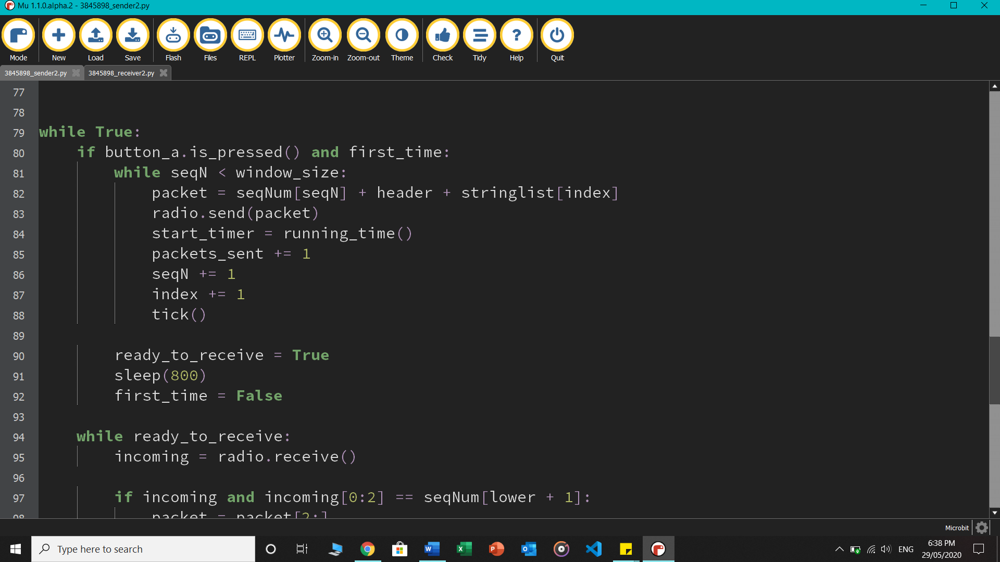 Mu 1.1.0.alpha.2 - 3845898_sender2.py
Mode New Load Save Flash Files REPL Plotter Zoom-in Zoom-out Theme Check Tidy Help Quit
3845898_sender2.py 3845898_receiver2.py
77
78
79 while True:
80 if button_a.is_pressed() and first_time:
81 while seqN < window_size:
82 packet = seqNum[seqN] + header + stringlist[index]
83 radio.send(packet)
84 start_timer = running_time()
85 packets_sent += 1
86 seqN += 1
87 index += 1
88 tick()
89
90 ready_to_receive = True
91 sleep(800)
92 first_time = False
93
94 while ready_to_receive:
95 incoming = radio.receive()
96
97 if incoming and incoming[0:2] == seqNum[lower + 1]:
98 packet = packet[2:]
Microbit
Type here to search
ENG
6:38 PM
29/05/2020